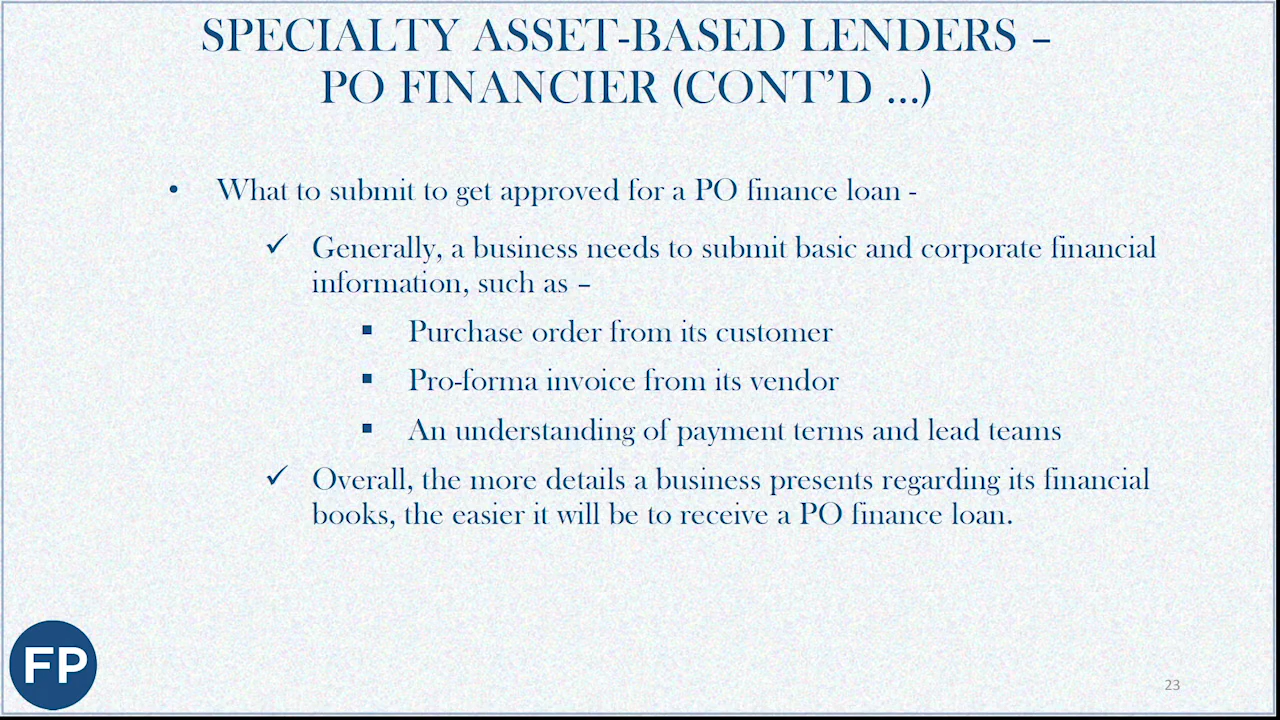 SPECIALTY ASSET-BASED LENDERS –
PO FINANCIER (CONT'D ...)
• What to submit to get approved for a PO finance loan -
✓ Generally, a business needs to submit basic and corporate financial
information, such as –
▪ Purchase order from its customer
▪ Pro-forma invoice from its vendor
▪ An understanding of payment terms and lead teams
✓ Overall, the more details a business presents regarding its financial
books, the easier it will be to receive a PO finance loan.
FP
23